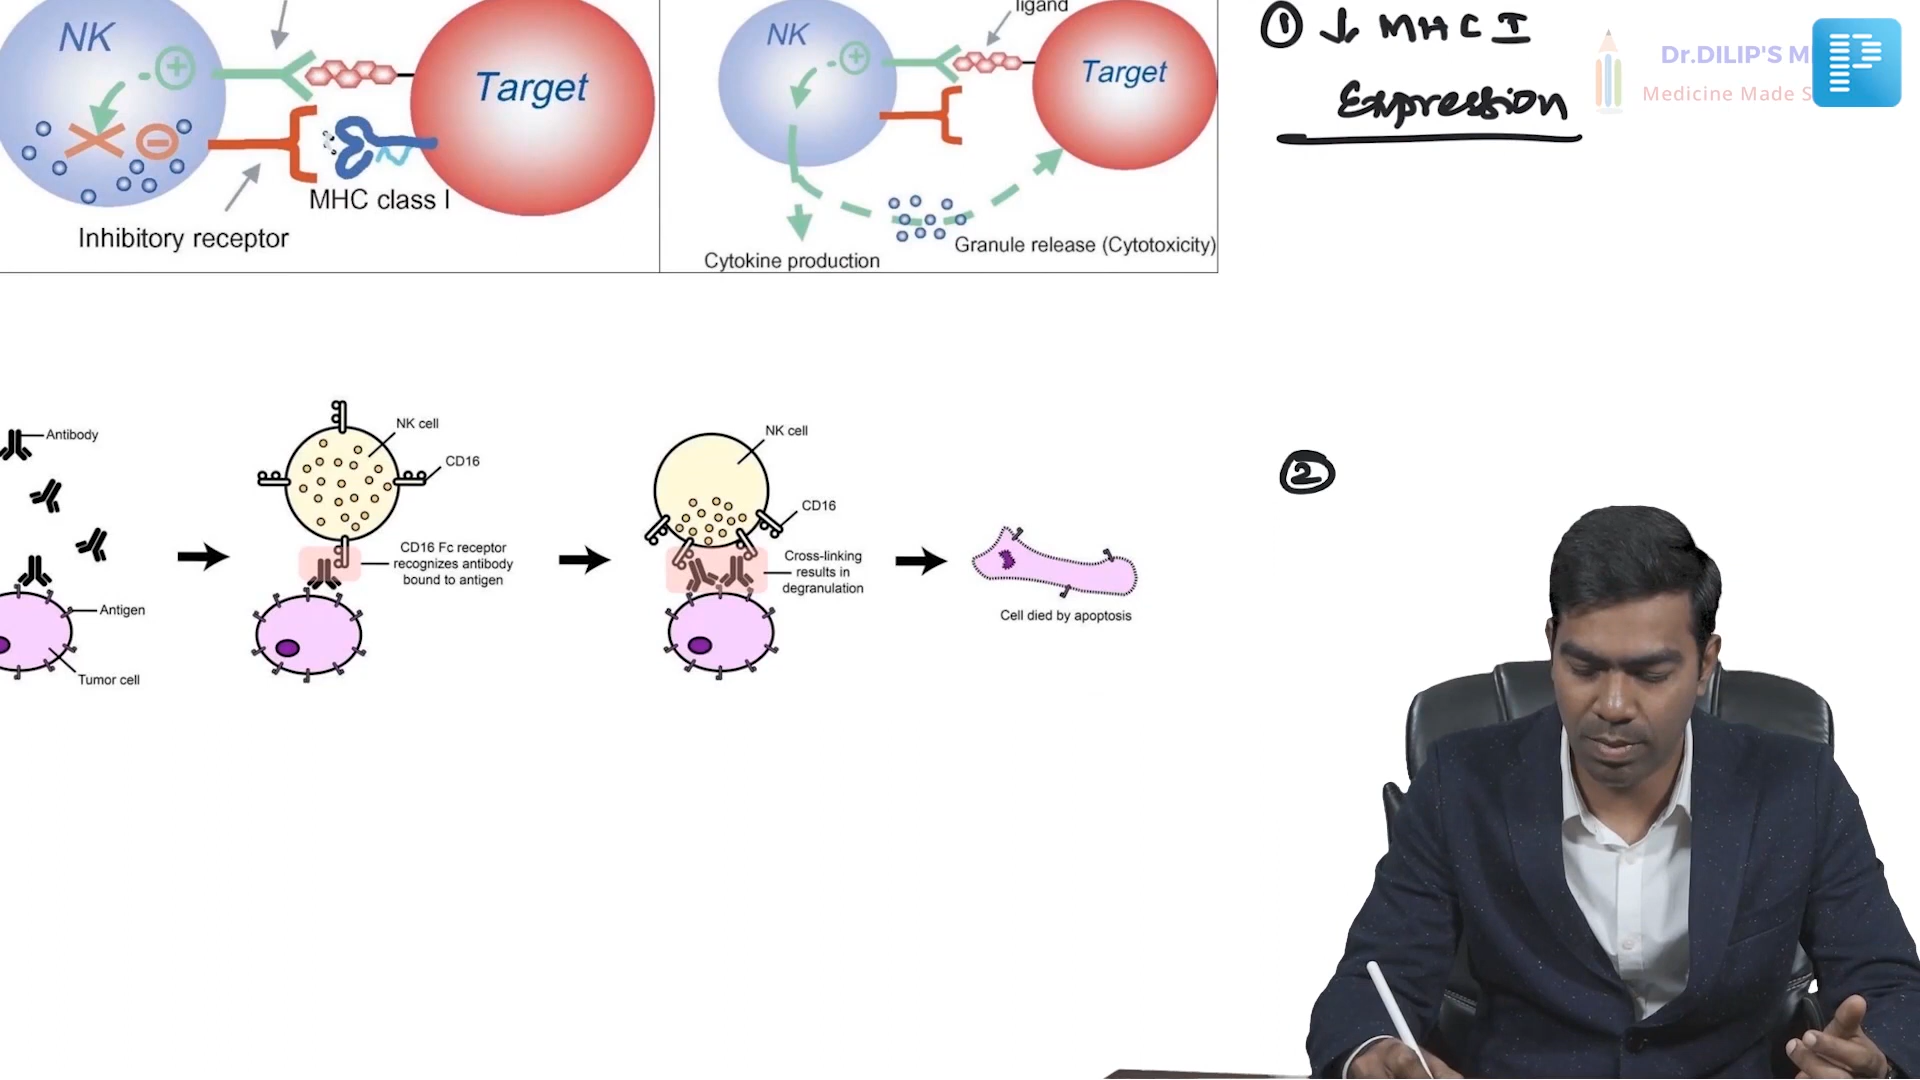 NK
+
Target
MHC class I
Inhibitory receptor
ligand
NK
+
Target
Granule release (Cytotoxicity)
Cytokine production
① ↓ MHC I
Expression
Dr.DILIP'S M
Medicine Made S
Antibody
Antigen
Tumor cell
NK cell
CD16
CD16 Fc receptor
recognizes antibody
bound to antigen
NK cell
CD16
Cross-linking
results in
degranulation
Cell died by apoptosis
②